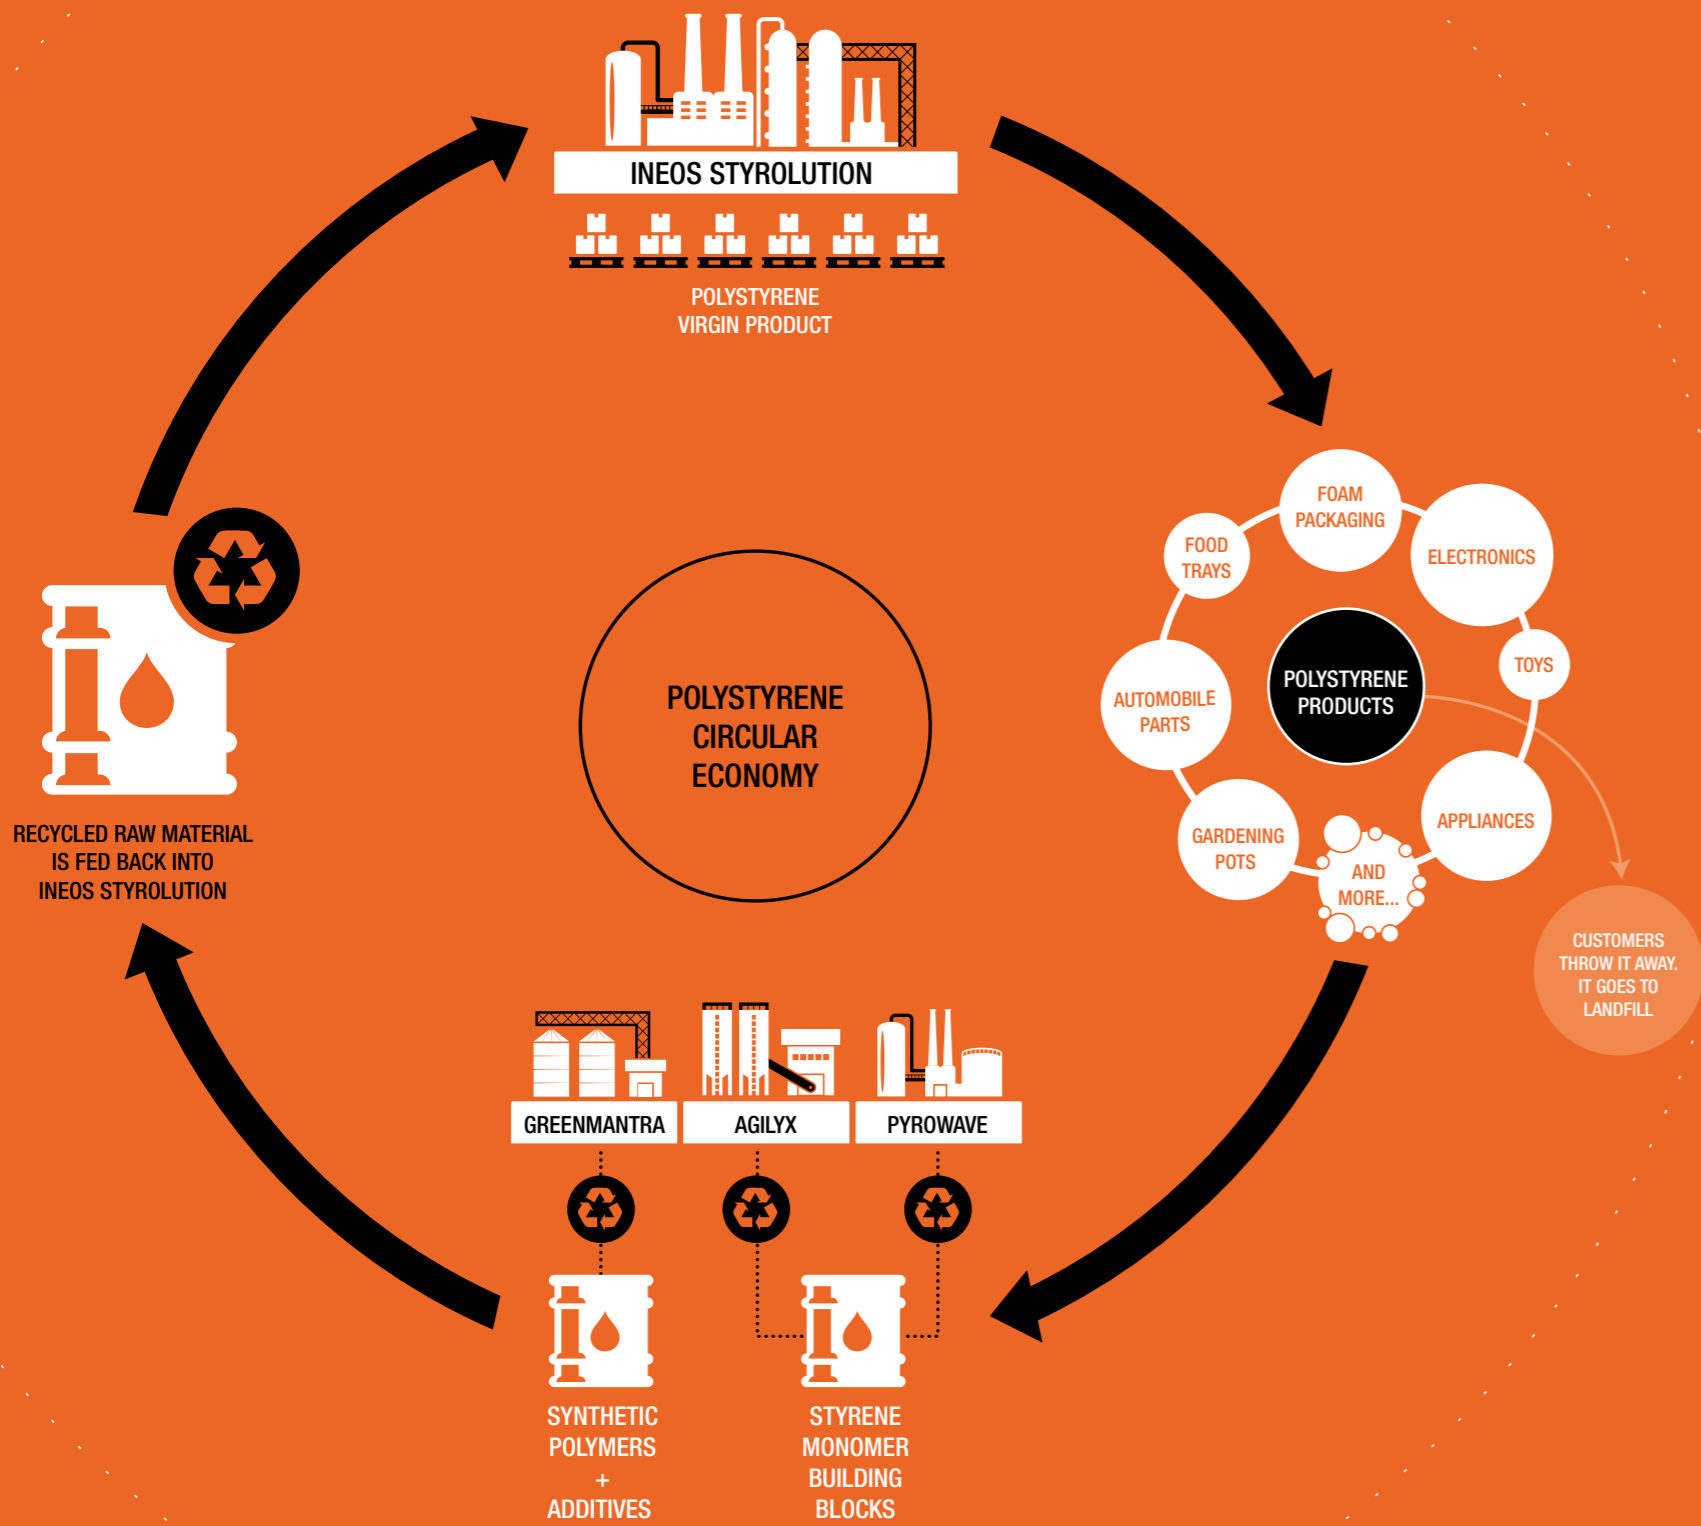 INEOS STYROLUTION
POLYSTYRENE
VIRGIN PRODUCT
FOAM
PACKAGING
ELECTRONICS
FOOD
TRAYS
TOYS
POLYSTYRENE
PRODUCTS
AUTOMOBILE
PARTS
APPLIANCES
GARDENING
POTS
AND
MORE...
CUSTOMERS
THROW IT AWAY.
IT GOES TO
LANDFILL
POLYSTYRENE
CIRCULAR
ECONOMY
RECYCLED RAW MATERIAL
IS FED BACK INTO
INEOS STYROLUTION
GREENMANTRA
AGILYX
PYROWAVE
SYNTHETIC
POLYMERS
+
ADDITIVES
STYRENE
MONOMER
BUILDING
BLOCKS